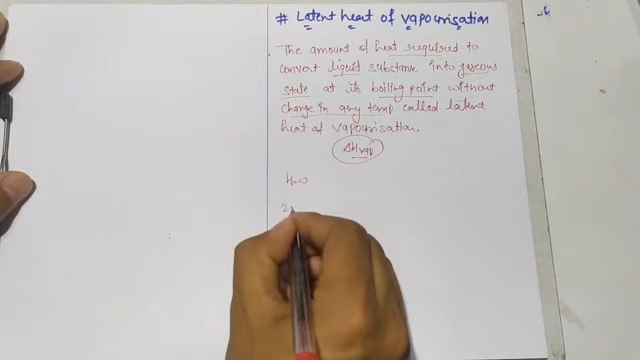 # Latent heat of vapourisation
The amount of heat required to
convert liquid substance into gaseous
state at its boiling point without
change in any temp called latent
heat of vapourisation.
ΔHvap
H₂O